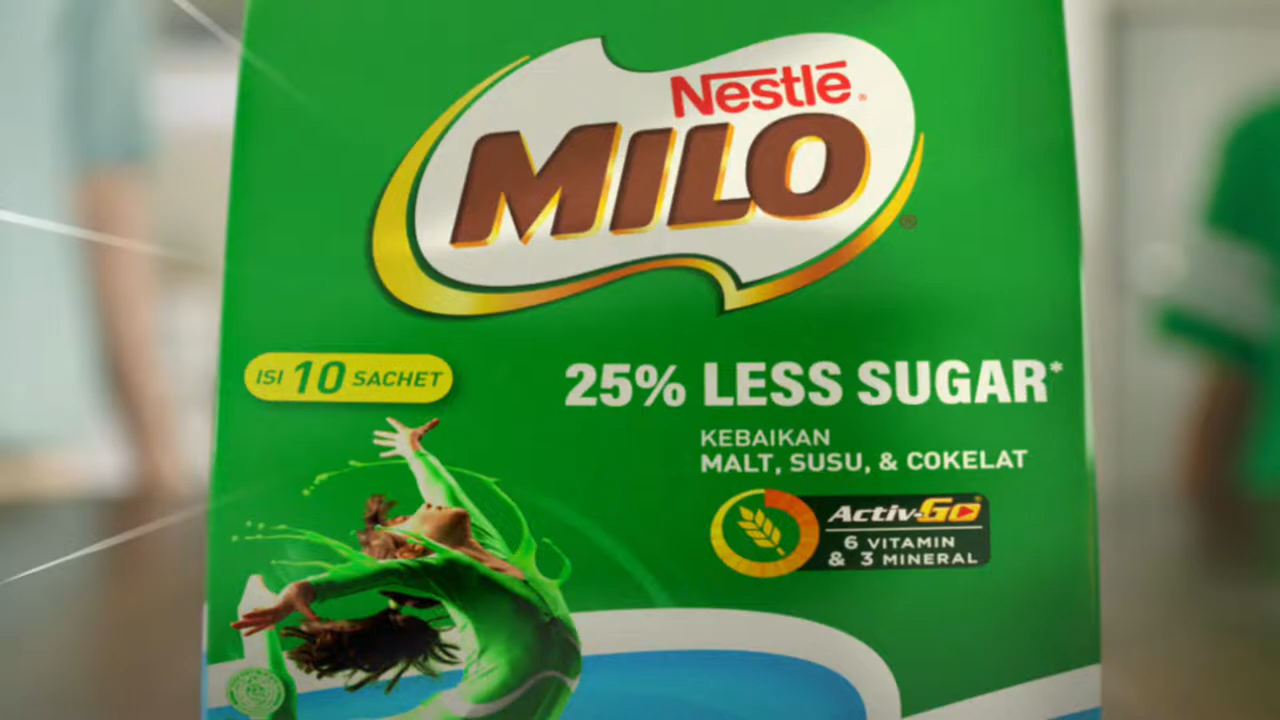 Nestlé
MILO
ISI 10 SACHET
25% LESS SUGAR*
KEBAIKAN
MALT, SUSU, & COKELAT
Activ-GO
6 VITAMIN
& 3 MINERAL